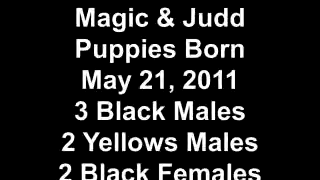 Magic & Judd
Puppies Born
May 21, 2011
3 Black Males
2 Yellows Males
2 Black Females